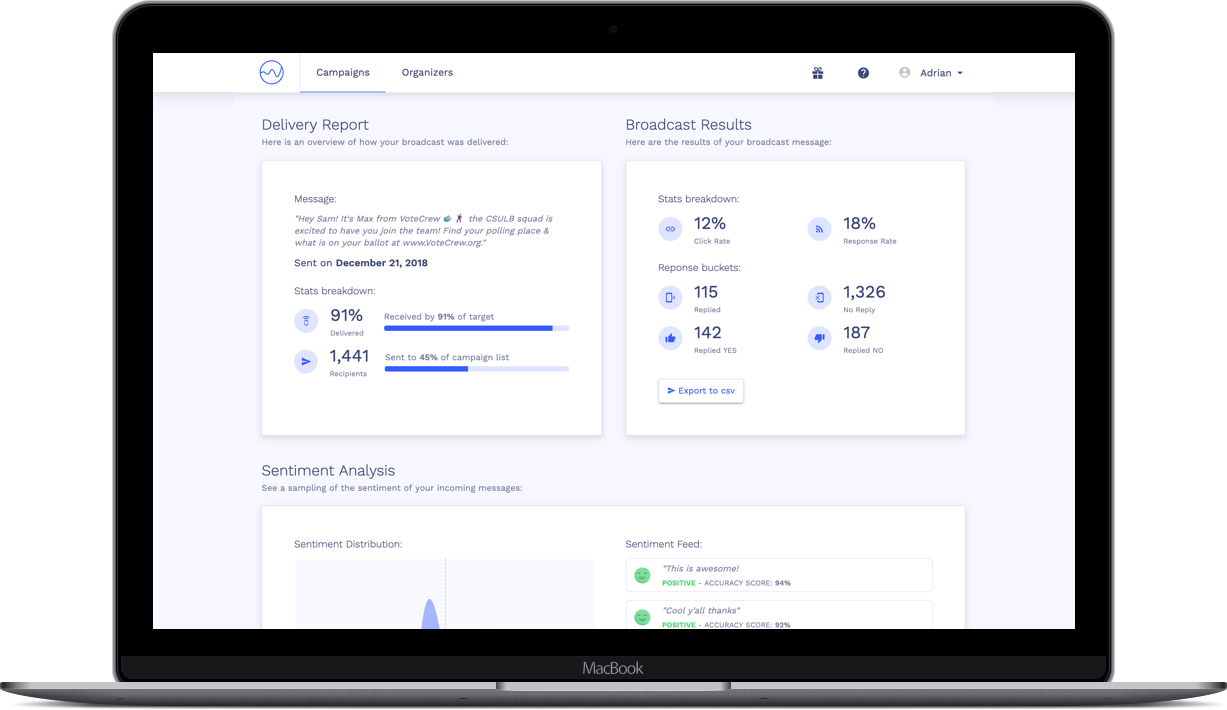 Campaigns
Organizers
Adrian
Delivery Report
Here is an overview of how your broadcast was delivered:
Message:
"Hey Sam! It's Max from VoteCrew the CSULB squad is
excited to have you join the team! Find your polling place &
what is on your ballot at www.VoteCrew.org."
Sent on December 21, 2018
Stats breakdown:
91%
Delivered
Received by 91% of target
1,441
Recipients
Sent to 45% of campaign list
Broadcast Results
Here are the results of your broadcast message:
Stats breakdown:
12%
Click Rate
18%
Response Rate
Reponse buckets:
115
Replied
1,326
No Reply
142
Replied YES
187
Replied NO
Export to csv
Sentiment Analysis
See a sampling of the sentiment of your incoming messages:
Sentiment Distribution:
Sentiment Feed:
"This is awesome!
POSITIVE - ACCURACY SCORE: 94%
"Cool y'all thanks"
POSITIVE - ACCURACY SCORE: 92%
MacBook